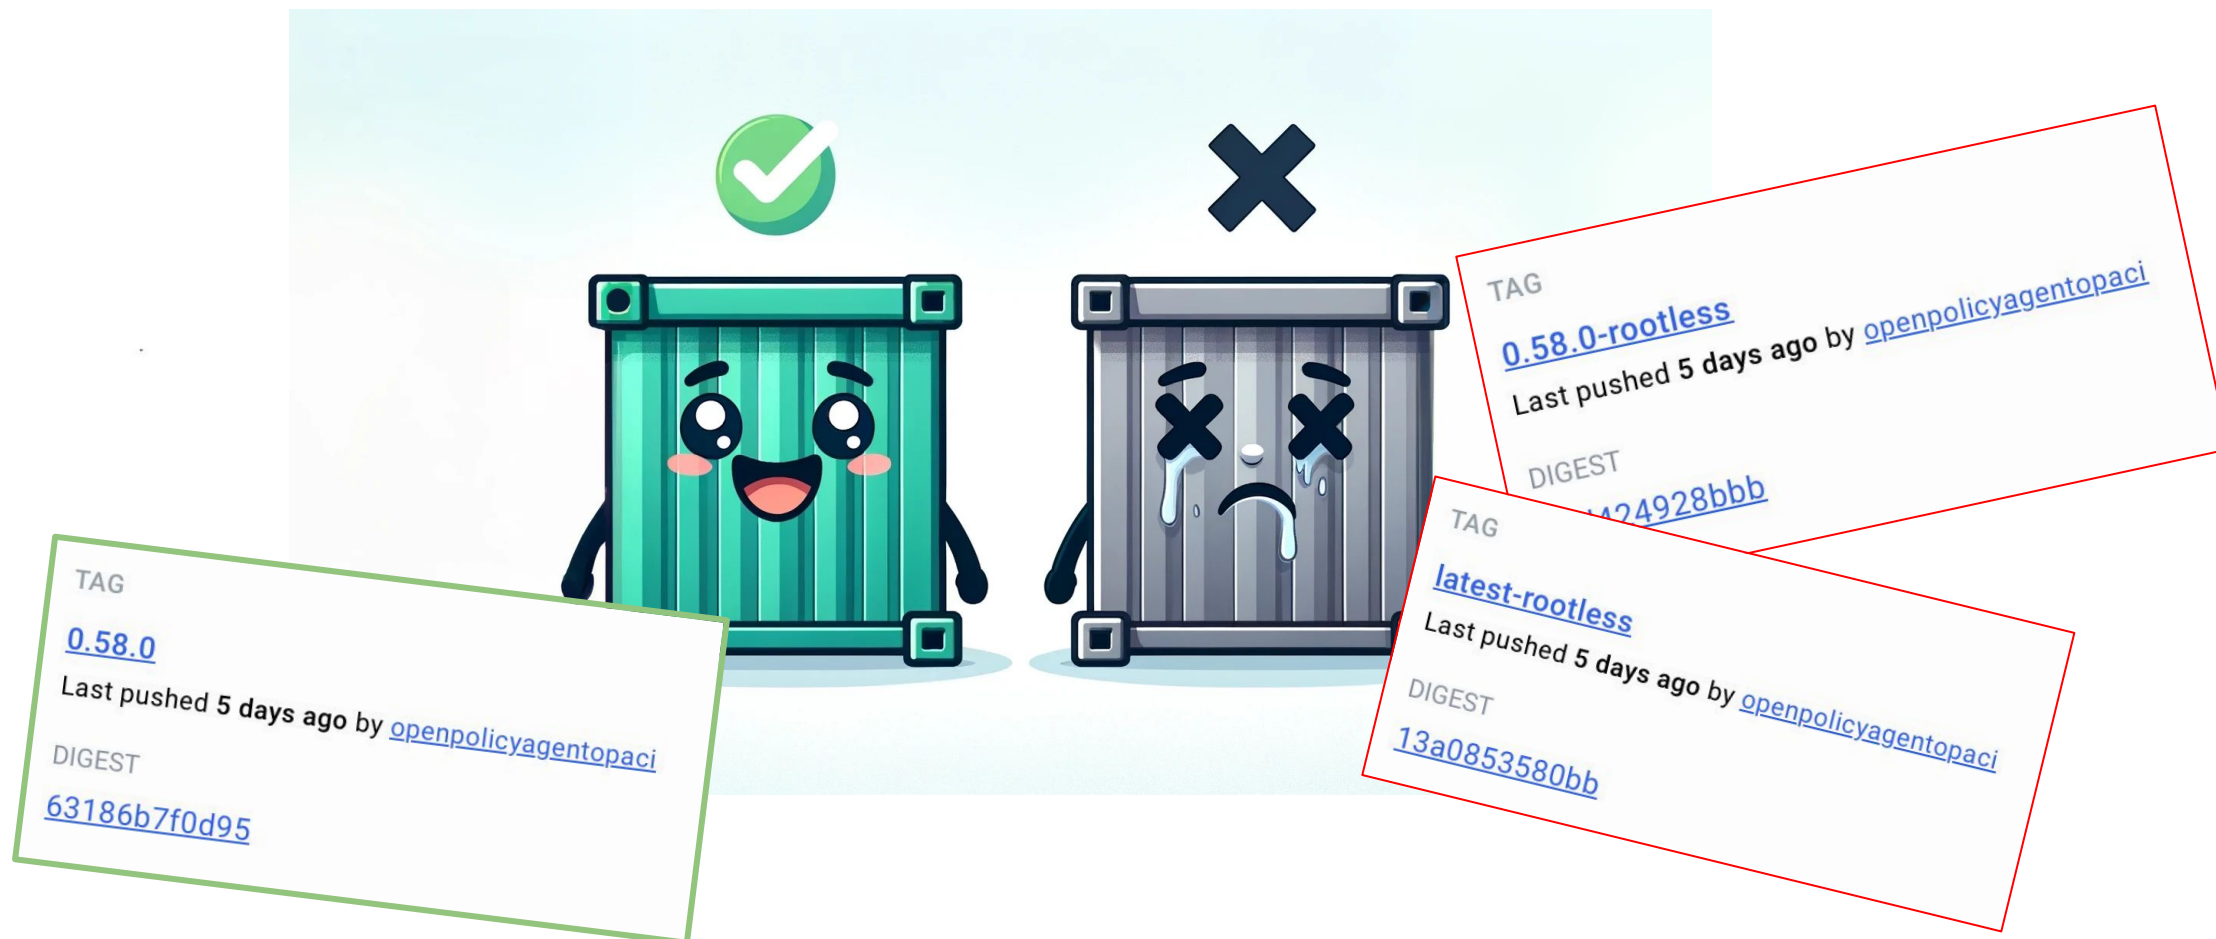 TAG
0.58.0
Last pushed 5 days ago by openpolicyagentopaci
DIGEST
63186b7f0d95
TAG
0.58.0-rootless
Last pushed 5 days ago by openpolicyagentopaci
DIGEST
424928bbb
TAG
latest-rootless
Last pushed 5 days ago by openpolicyagentopaci
DIGEST
13a0853580bb